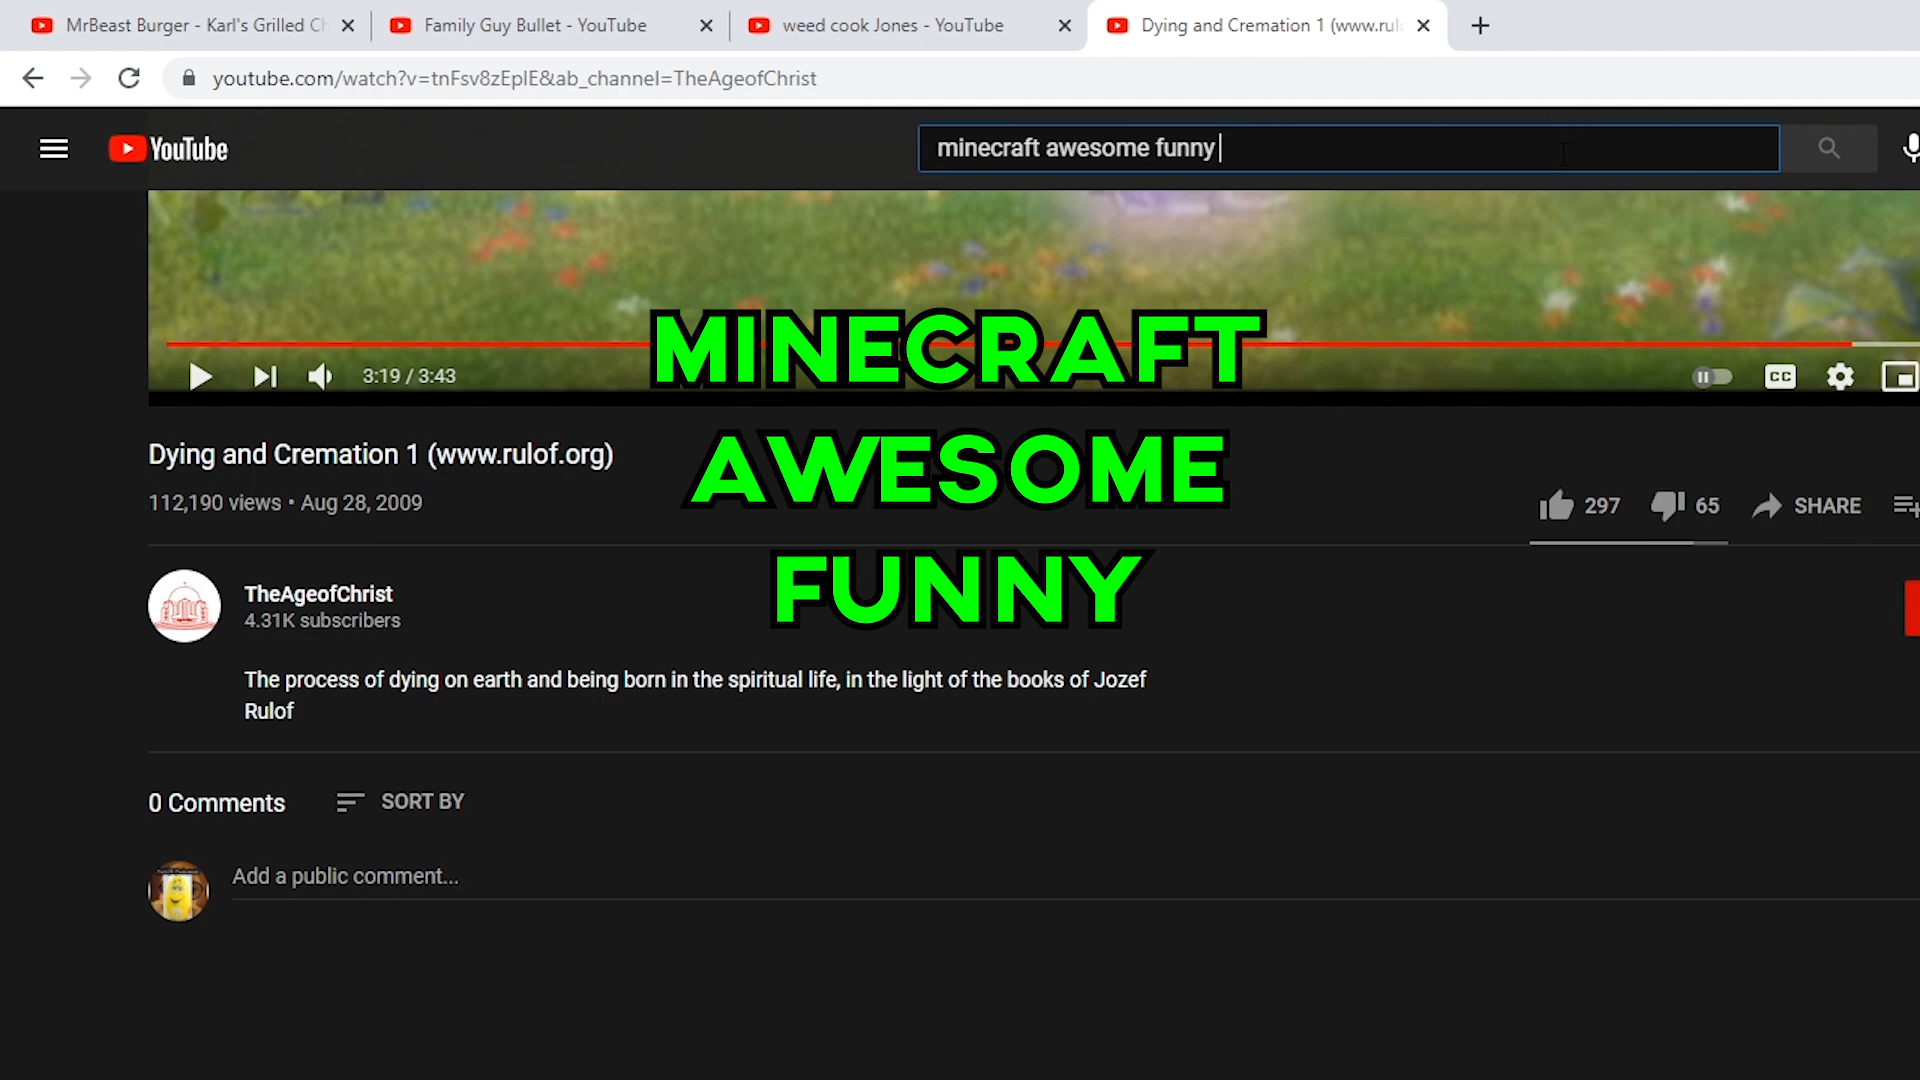 MrBeast Burger - Karl's Grilled Ch
Family Guy Bullet - YouTube
weed cook Jones - YouTube
Dying and Cremation 1 (www.rulo
youtube.com/watch?v=tnFsv8zEplE&ab_channel=TheAgeofChrist
YouTube
minecraft awesome funny
MINECRAFT
AWESOME
FUNNY
3:19 / 3:43
CC
Dying and Cremation 1 (www.rulof.org)
112,190 views • Aug 28, 2009
297
65
SHARE
TheAgeofChrist
4.31K subscribers
The process of dying on earth and being born in the spiritual life, in the light of the books of Jozef
Rulof
0 Comments
SORT BY
Add a public comment...